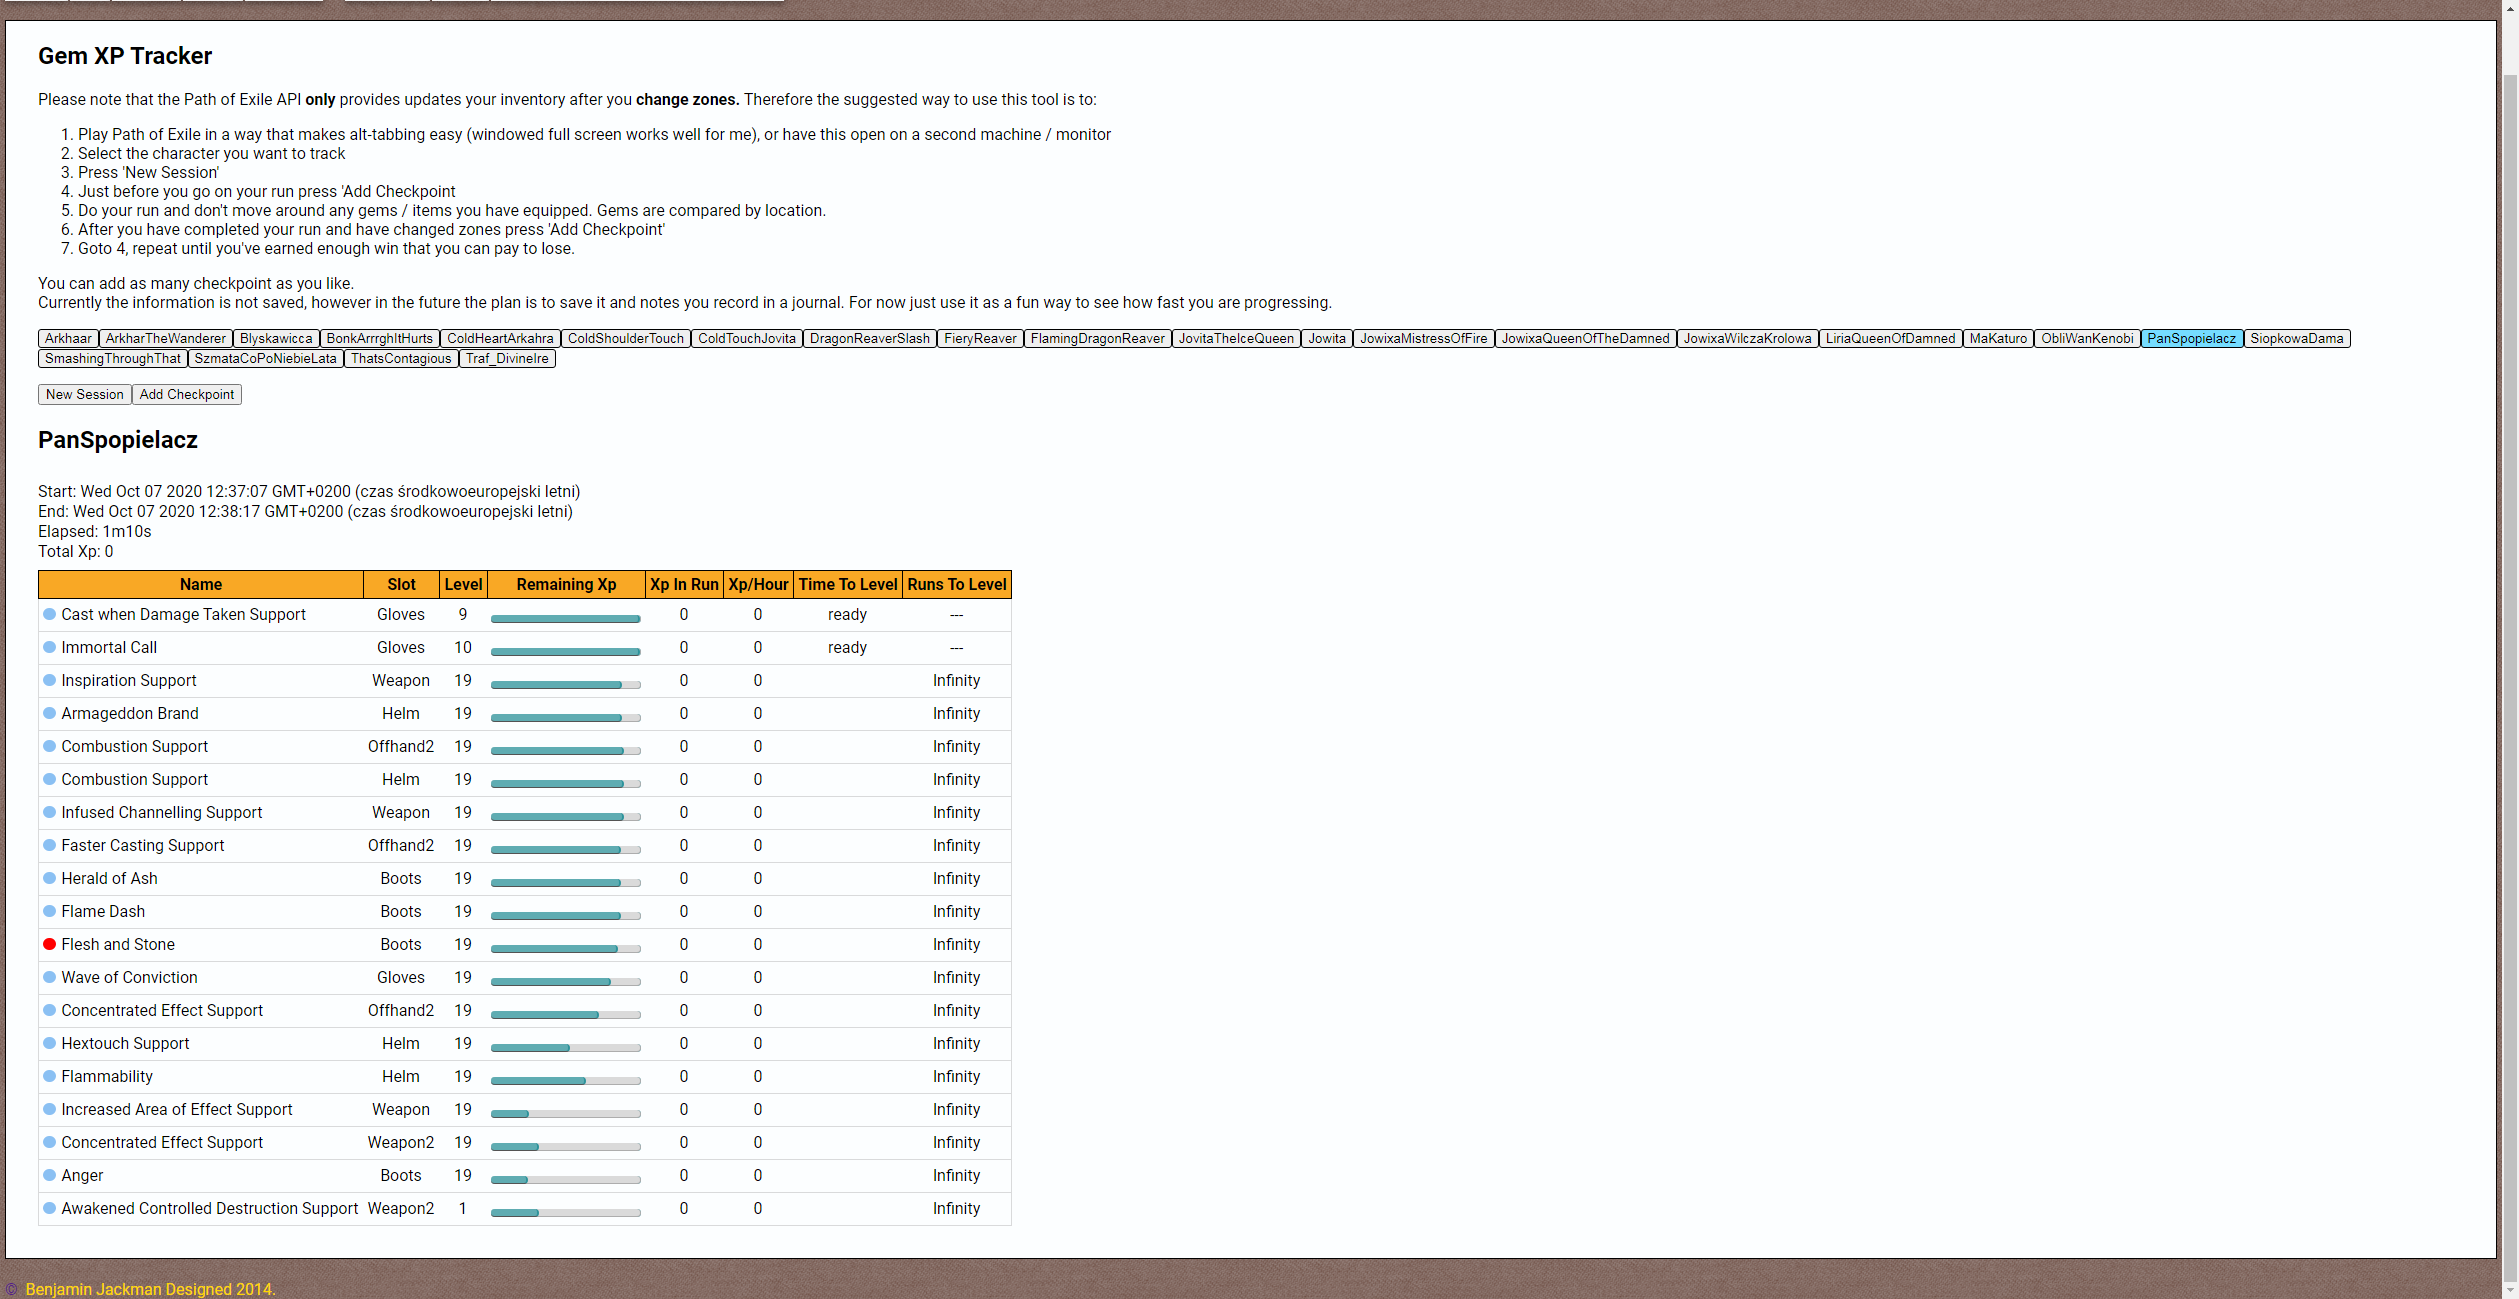 Gem XP Tracker
Please note that the Path of Exile API only provides updates your inventory after you change zones. Therefore the suggested way to use this tool is to:
1. Play Path of Exile in a way that makes alt-tabbing easy (windowed full screen works well for me), or have this open on a second machine / monitor
2. Select the character you want to track
3. Press 'New Session'
4. Just before you go on your run press 'Add Checkpoint
5. Do your run and don't move around any gems / items you have equipped. Gems are compared by location.
6. After you have completed your run and have changed zones press 'Add Checkpoint'
7. Goto 4, repeat until you've earned enough win that you can pay to lose.
You can add as many checkpoint as you like.
Currently the information is not saved, however in the future the plan is to save it and notes you record in a journal. For now just use it as a fun way to see how fast you are progressing.
Arkhaar ArkharTheWanderer Blyskawicca BonkArrrghItHurts ColdHeartArkahra ColdShoulderTouch ColdTouchJovita DragonReaverSlash FieryReaver FlamingDragonReaver JovitaTheIceQueen Jowita JowixaMistressOfFire JowixaQueenOfTheDamned JowixaWilczaKrolowa LiriaQueenOfDamned MaKaturo ObliWanKenobi PanSpopielacz SiopkowaDama
SmashingThroughThat SzmataCoPoNiebieLata ThatsContagious Traf_DivineIre
New Session Add Checkpoint
PanSpopielacz
Start: Wed Oct 07 2020 12:37:07 GMT+0200 (czas środkowoeuropejski letni)
End: Wed Oct 07 2020 12:38:17 GMT+0200 (czas środkowoeuropejski letni)
Elapsed: 1m10s
Total Xp: 0
Name Slot Level Remaining Xp Xp In Run Xp/Hour Time To Level Runs To Level
Cast when Damage Taken Support Gloves 9 0 0 ready ---
Immortal Call Gloves 10 0 0 ready ---
Inspiration Support Weapon 19 0 0 Infinity
Armageddon Brand Helm 19 0 0 Infinity
Combustion Support Offhand2 19 0 0 Infinity
Combustion Support Helm 19 0 0 Infinity
Infused Channelling Support Weapon 19 0 0 Infinity
Faster Casting Support Offhand2 19 0 0 Infinity
Herald of Ash Boots 19 0 0 Infinity
Flame Dash Boots 19 0 0 Infinity
Flesh and Stone Boots 19 0 0 Infinity
Wave of Conviction Gloves 19 0 0 Infinity
Concentrated Effect Support Offhand2 19 0 0 Infinity
Hextouch Support Helm 19 0 0 Infinity
Flammability Helm 19 0 0 Infinity
Increased Area of Effect Support Weapon 19 0 0 Infinity
Concentrated Effect Support Weapon2 19 0 0 Infinity
Anger Boots 19 0 0 Infinity
Awakened Controlled Destruction Support Weapon2 1 0 0 Infinity
© Benjamin Jackman Designed 2014.